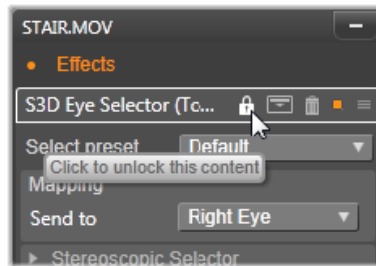 STAIR.MOV
Effects
S3D Eye Selector (Tc...
Select preset Default
Click to unlock this content
Mapping
Send to Right Eye
Stereoscopic Selector